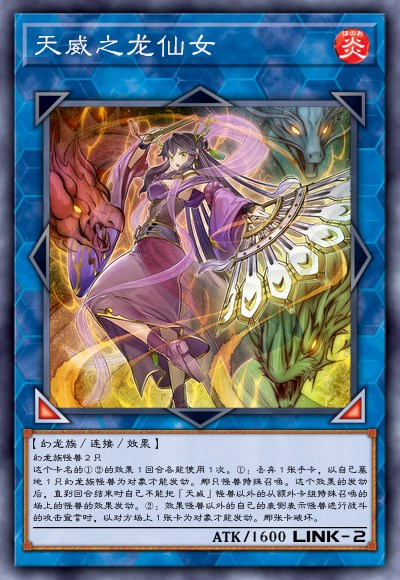 天威之龙仙女
ほのお
炎
【幻龙族/连接/效果】
幻龙族怪兽2只
这个卡名的①②的效果1回合各能使用1次。①：丢弃1张手卡，以自己墓
地1只幻龙族怪兽为对象才能发动。那只怪兽特殊召唤。这个效果的发动
后，直到回合结束时自己不能把「天威」怪兽以外的从额外卡组特殊召唤的
场上的怪兽的效果发动。②：效果怪兽以外的自己的表侧表示怪兽进行战斗
的攻击宣言时，以对方场上1张卡为对象才能发动。那张卡破坏。
ATK/1600 LINK-2